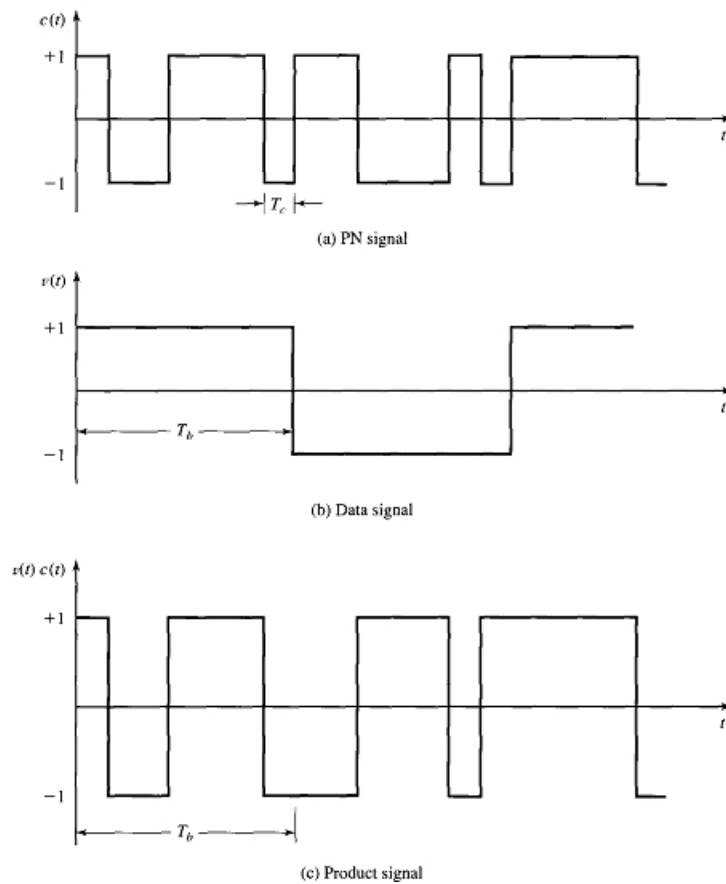 c(t)
+1
t
−1
T_c
(a) PN signal
v(t)
+1
t
T_b
−1
(b) Data signal
v(t) c(t)
+1
t
−1
T_b
(c) Product signal